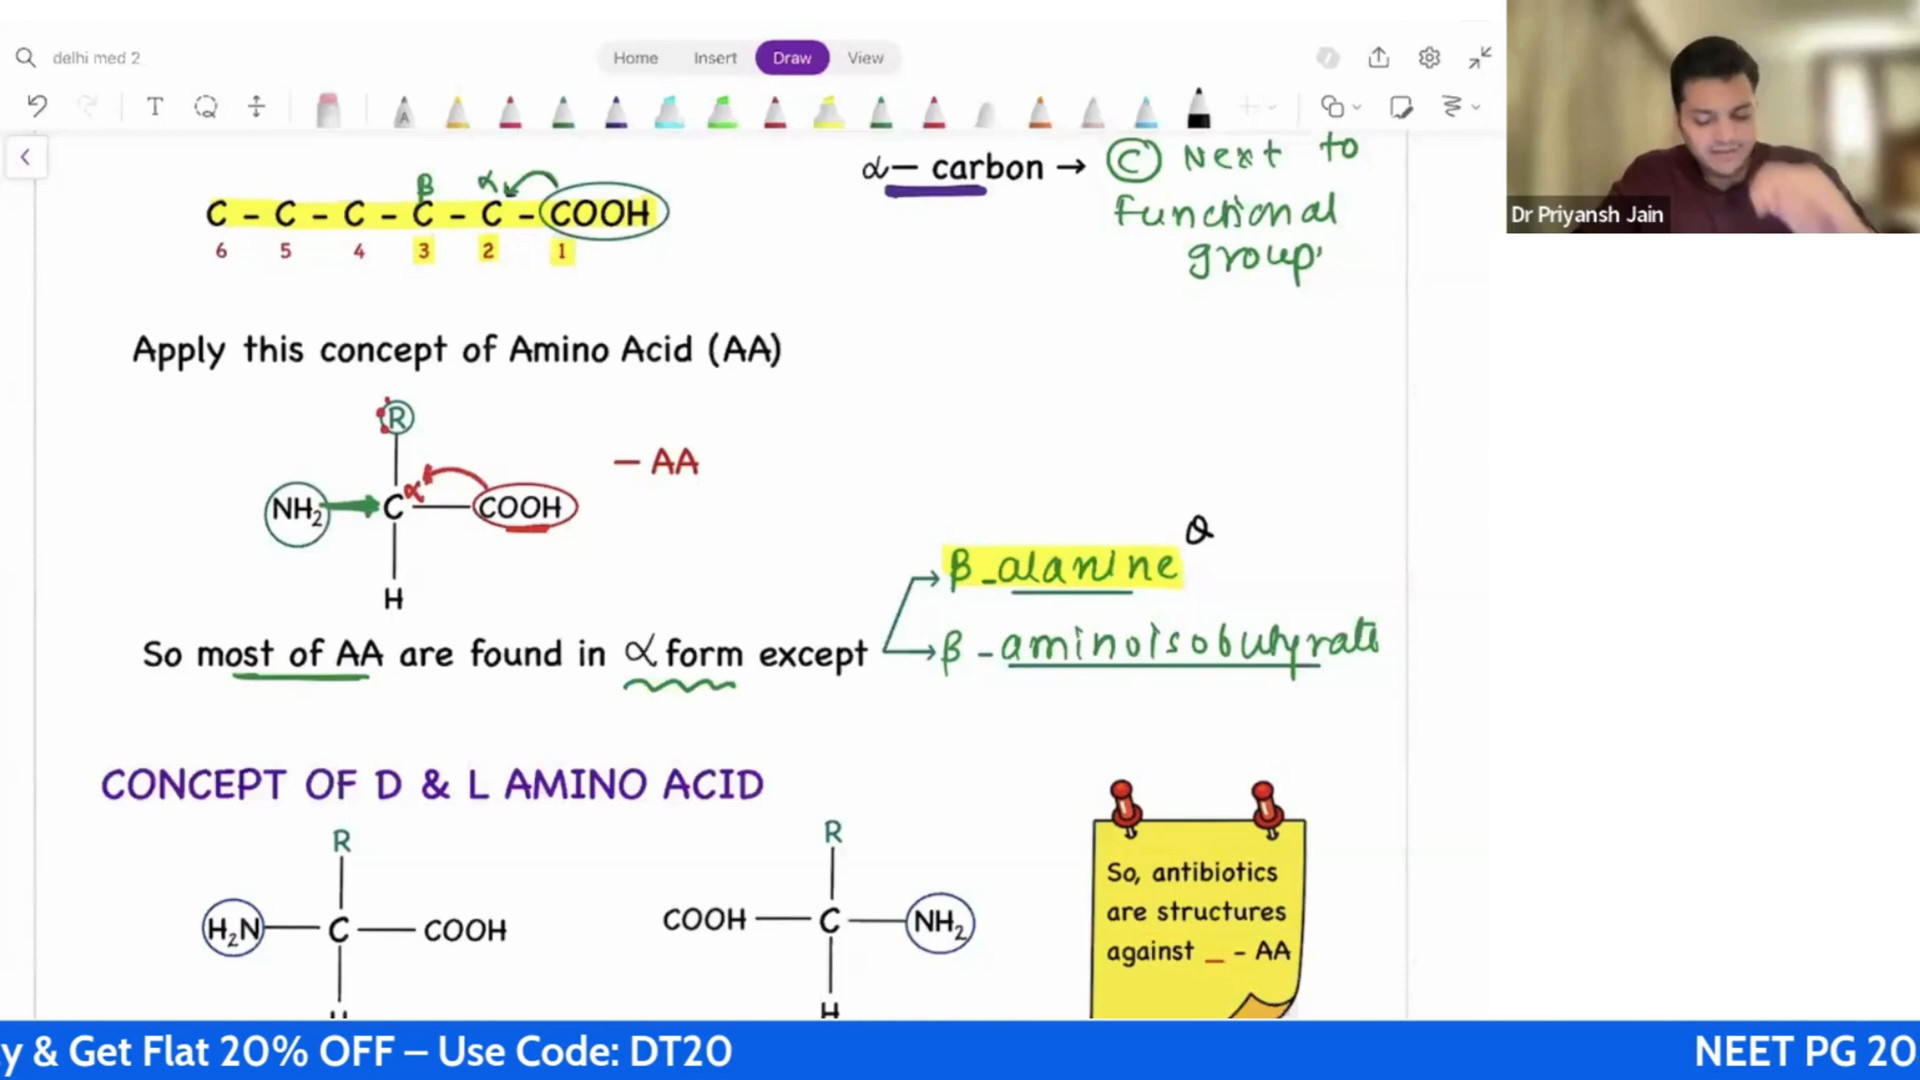 delhi med 2
Home Insert Draw View
T
A
Dr Priyansh Jain
α – carbon → Ⓒ Next to
functional
group
β α
C – C – C – C – C – COOH
6 5 4 3 2 1
Apply this concept of Amino Acid (AA)
R
– AA
NH₂ C α COOH
H
β-alanine Q
So most of AA are found in α form except
β-aminoisobutyrate
CONCEPT OF D & L AMINO ACID
R
H₂N — C — COOH
H
R
COOH — C — NH₂
H
So, antibiotics
are structures
against _ - AA
y & Get Flat 20% OFF – Use Code: DT20
NEET PG 20